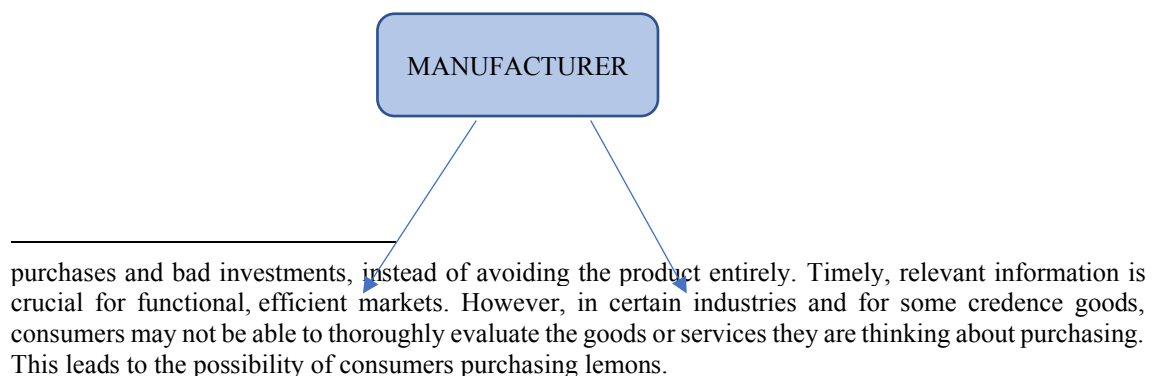 MANUFACTURER
purchases and bad investments, instead of avoiding the product entirely. Timely, relevant information is
crucial for functional, efficient markets. However, in certain industries and for some credence goods,
consumers may not be able to thoroughly evaluate the goods or services they are thinking about purchasing.
This leads to the possibility of consumers purchasing lemons.